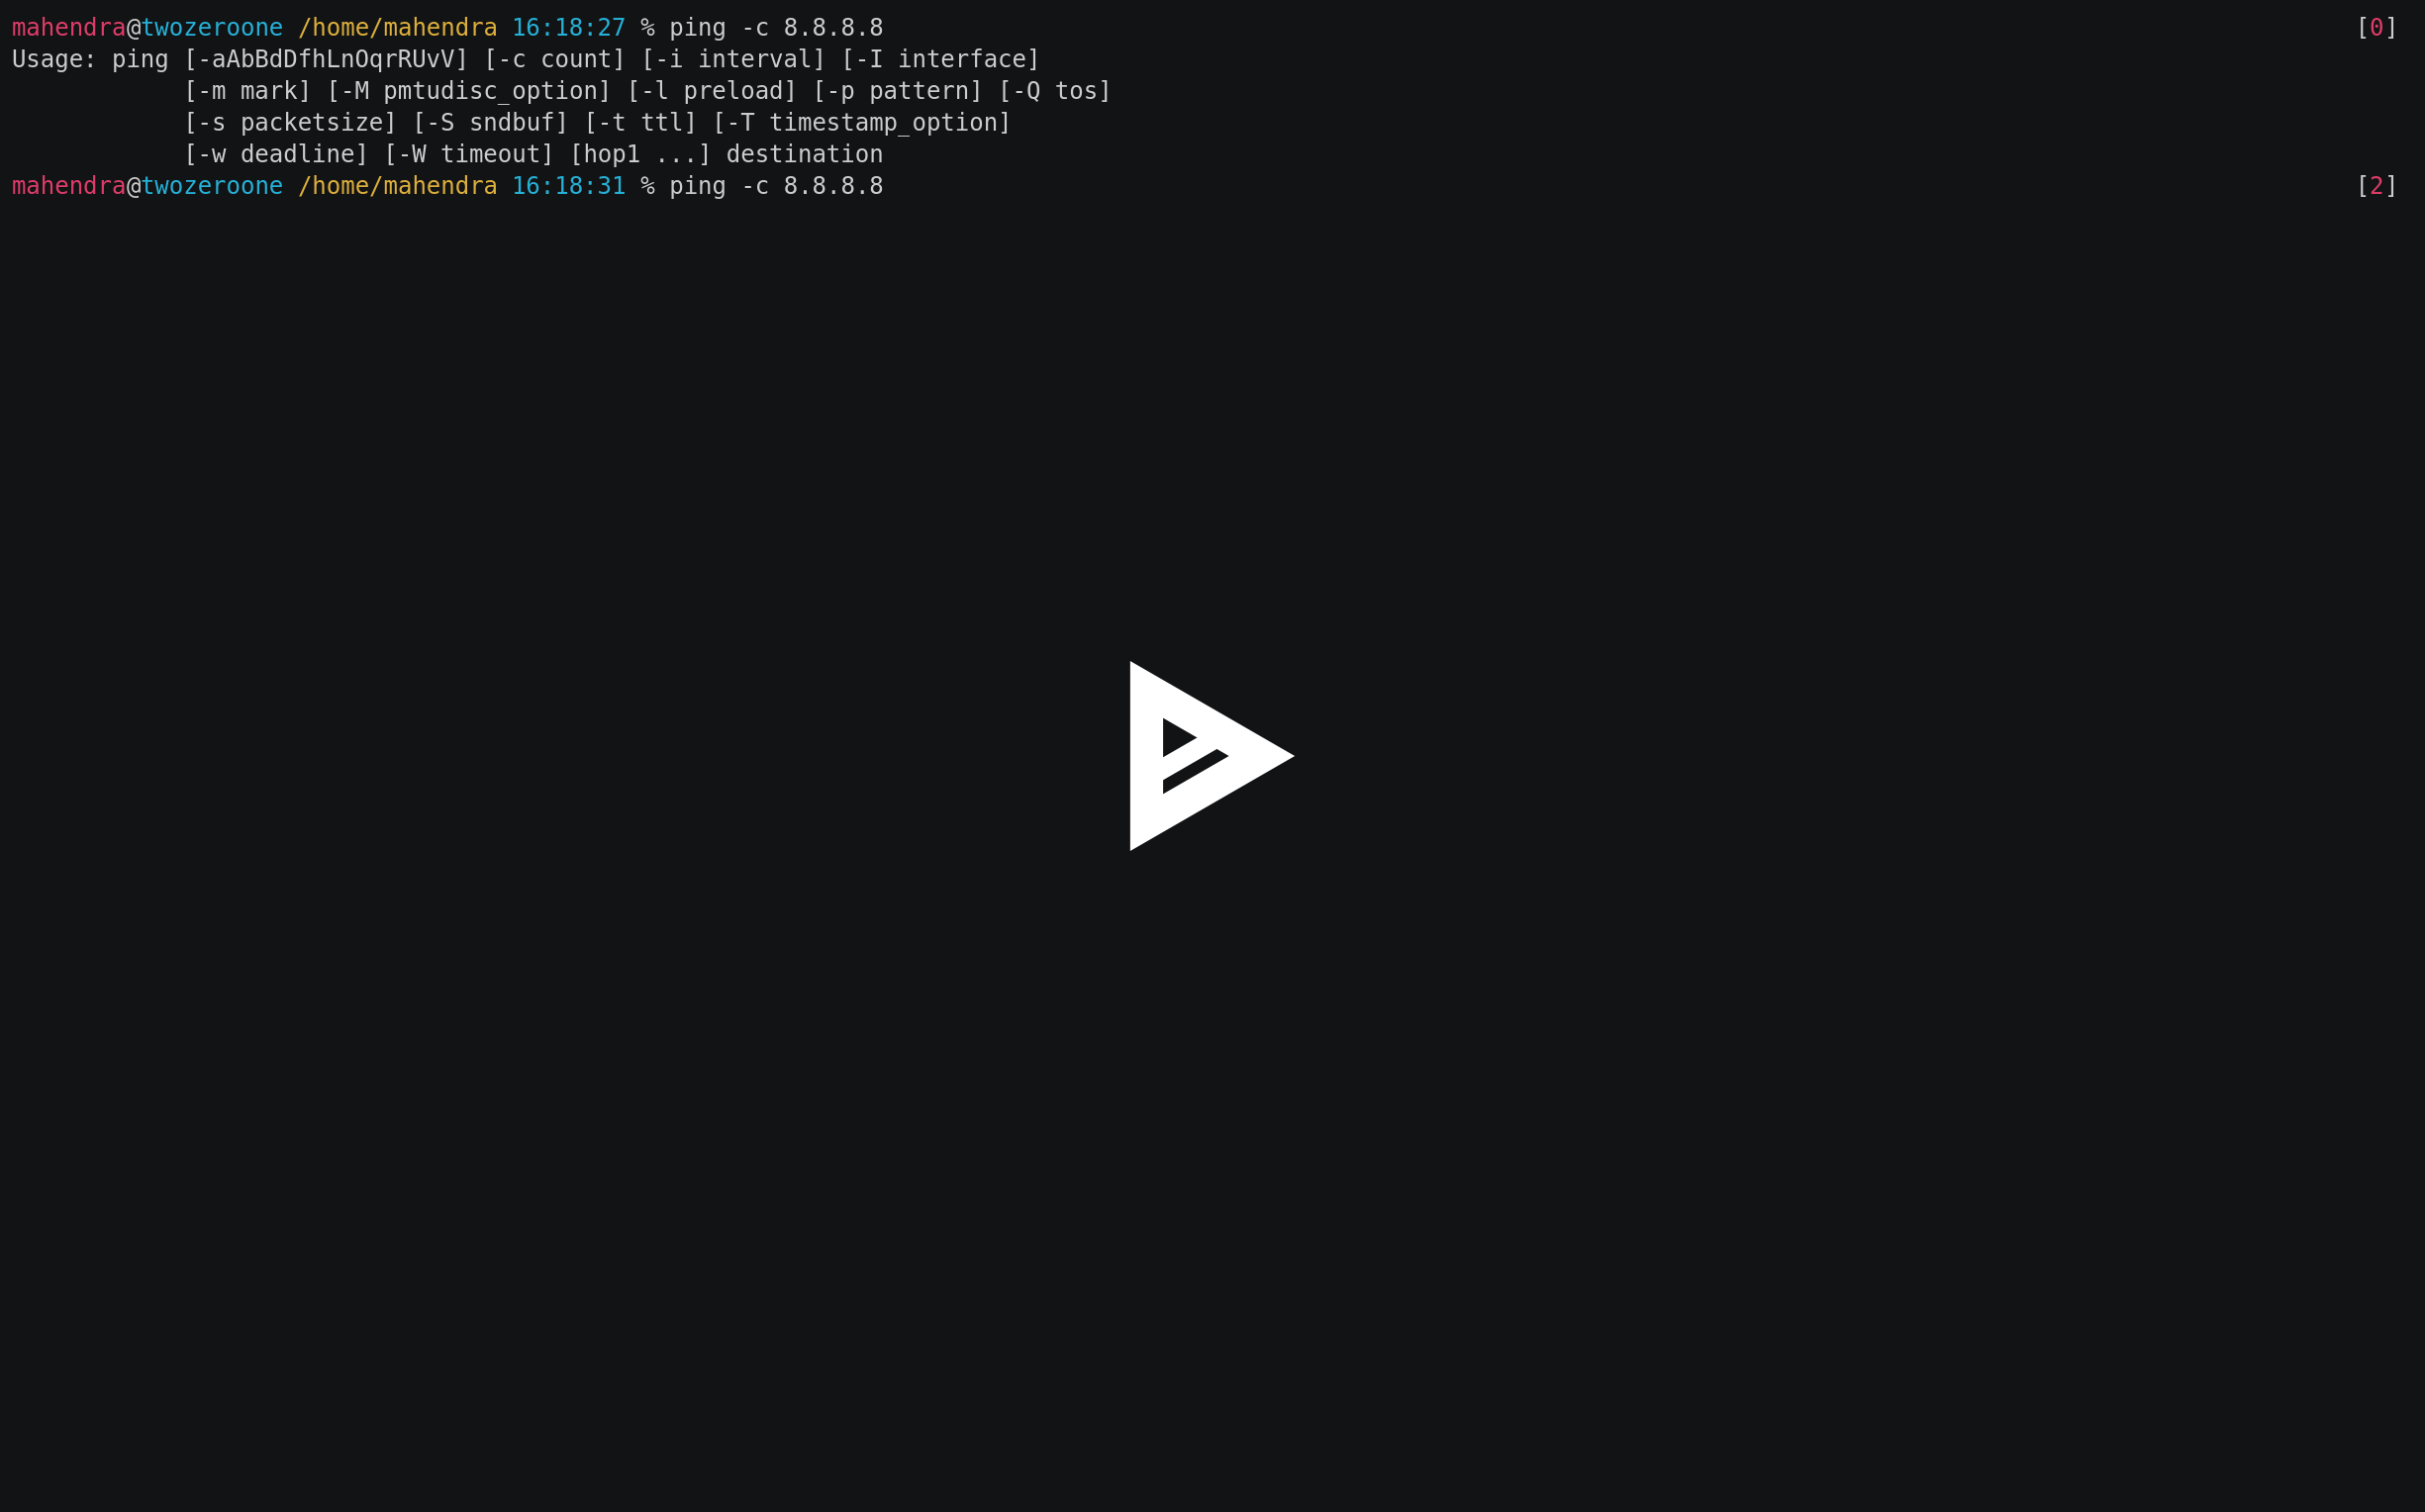 mahendra@twozeroone /home/mahendra 16:18:27 % ping -c 8.8.8.8 [0]
Usage: ping [-aAbBdDfhLnOqrRUvV] [-c count] [-i interval] [-I interface]
            [-m mark] [-M pmtudisc_option] [-l preload] [-p pattern] [-Q tos]
            [-s packetsize] [-S sndbuf] [-t ttl] [-T timestamp_option]
            [-w deadline] [-W timeout] [hop1 ...] destination
mahendra@twozeroone /home/mahendra 16:18:31 % ping -c 8.8.8.8 [2]